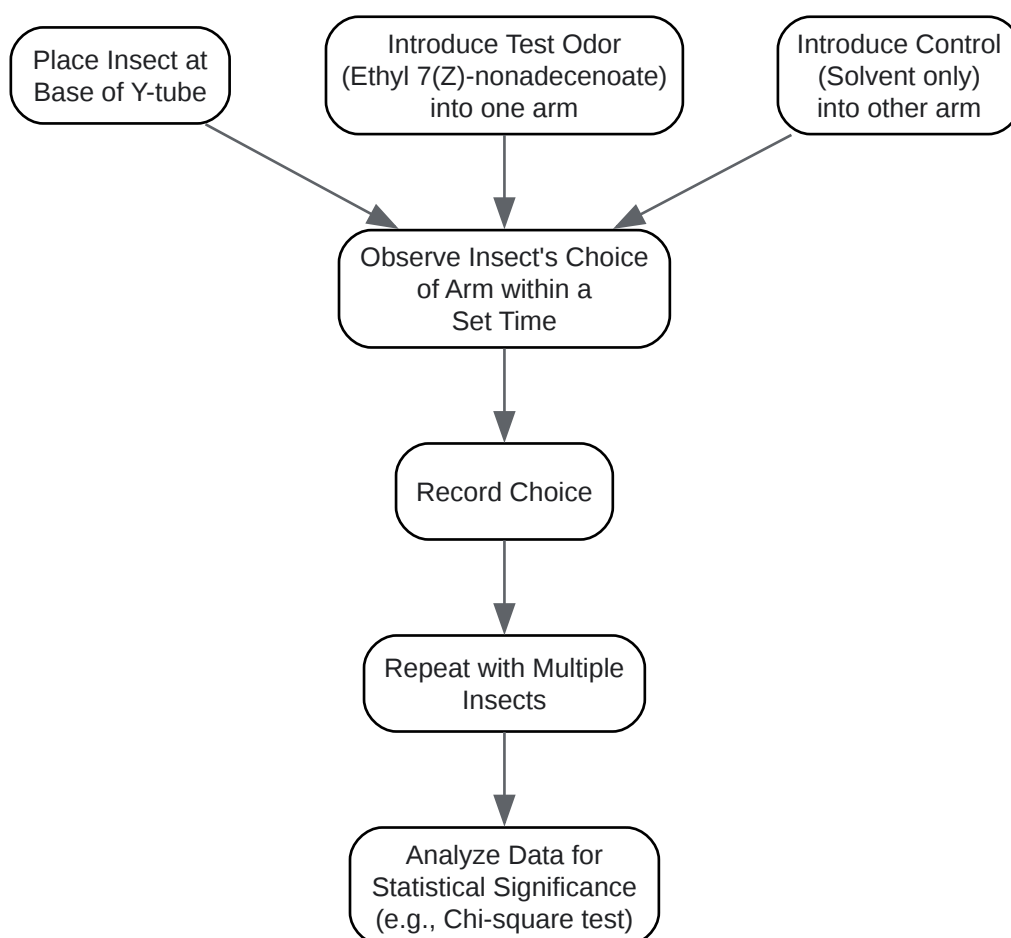 Place Insect at
Base of Y-tube
Introduce Test Odor
(Ethyl 7(Z)-nonadecenoate)
into one arm
Introduce Control
(Solvent only)
into other arm
Observe Insect's Choice
of Arm within a
Set Time
Record Choice
Repeat with Multiple
Insects
Analyze Data for
Statistical Significance
(e.g., Chi-square test)